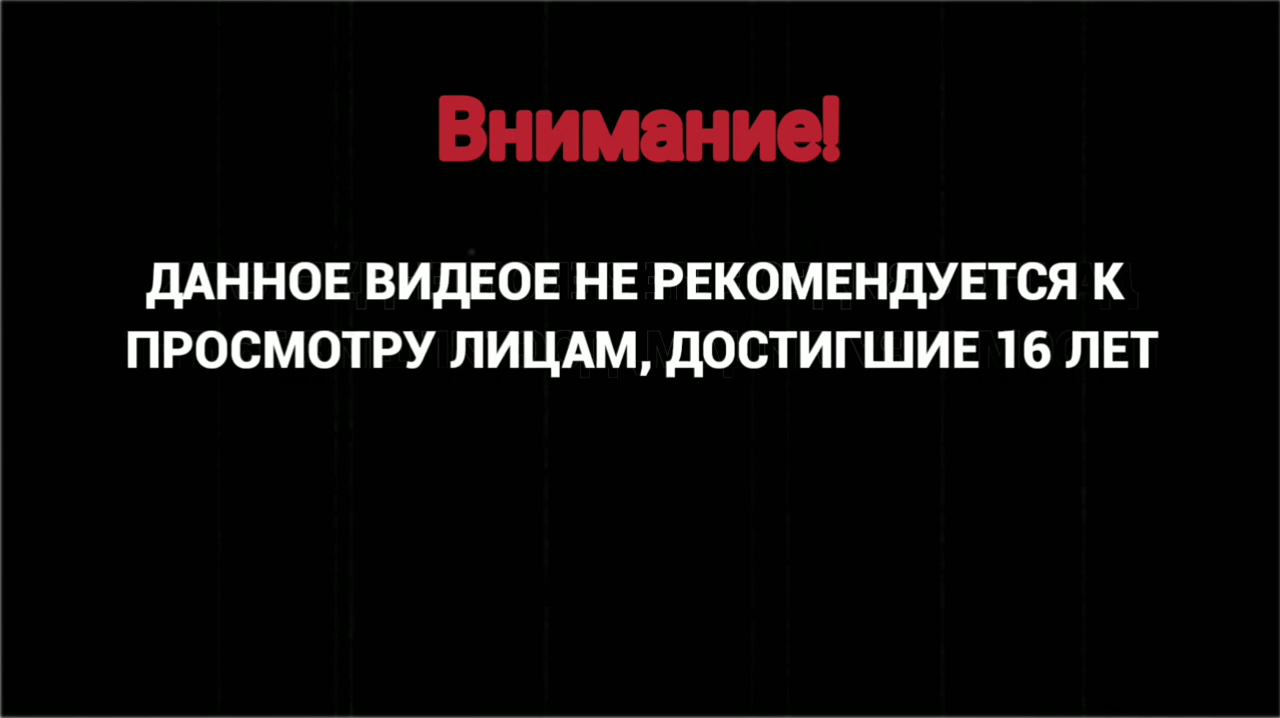 Внимание!
ДАННОЕ ВИДЕОЕ НЕ РЕКОМЕНДУЕТСЯ К
ПРОСМОТРУ ЛИЦАМ, ДОСТИГШИЕ 16 ЛЕТ